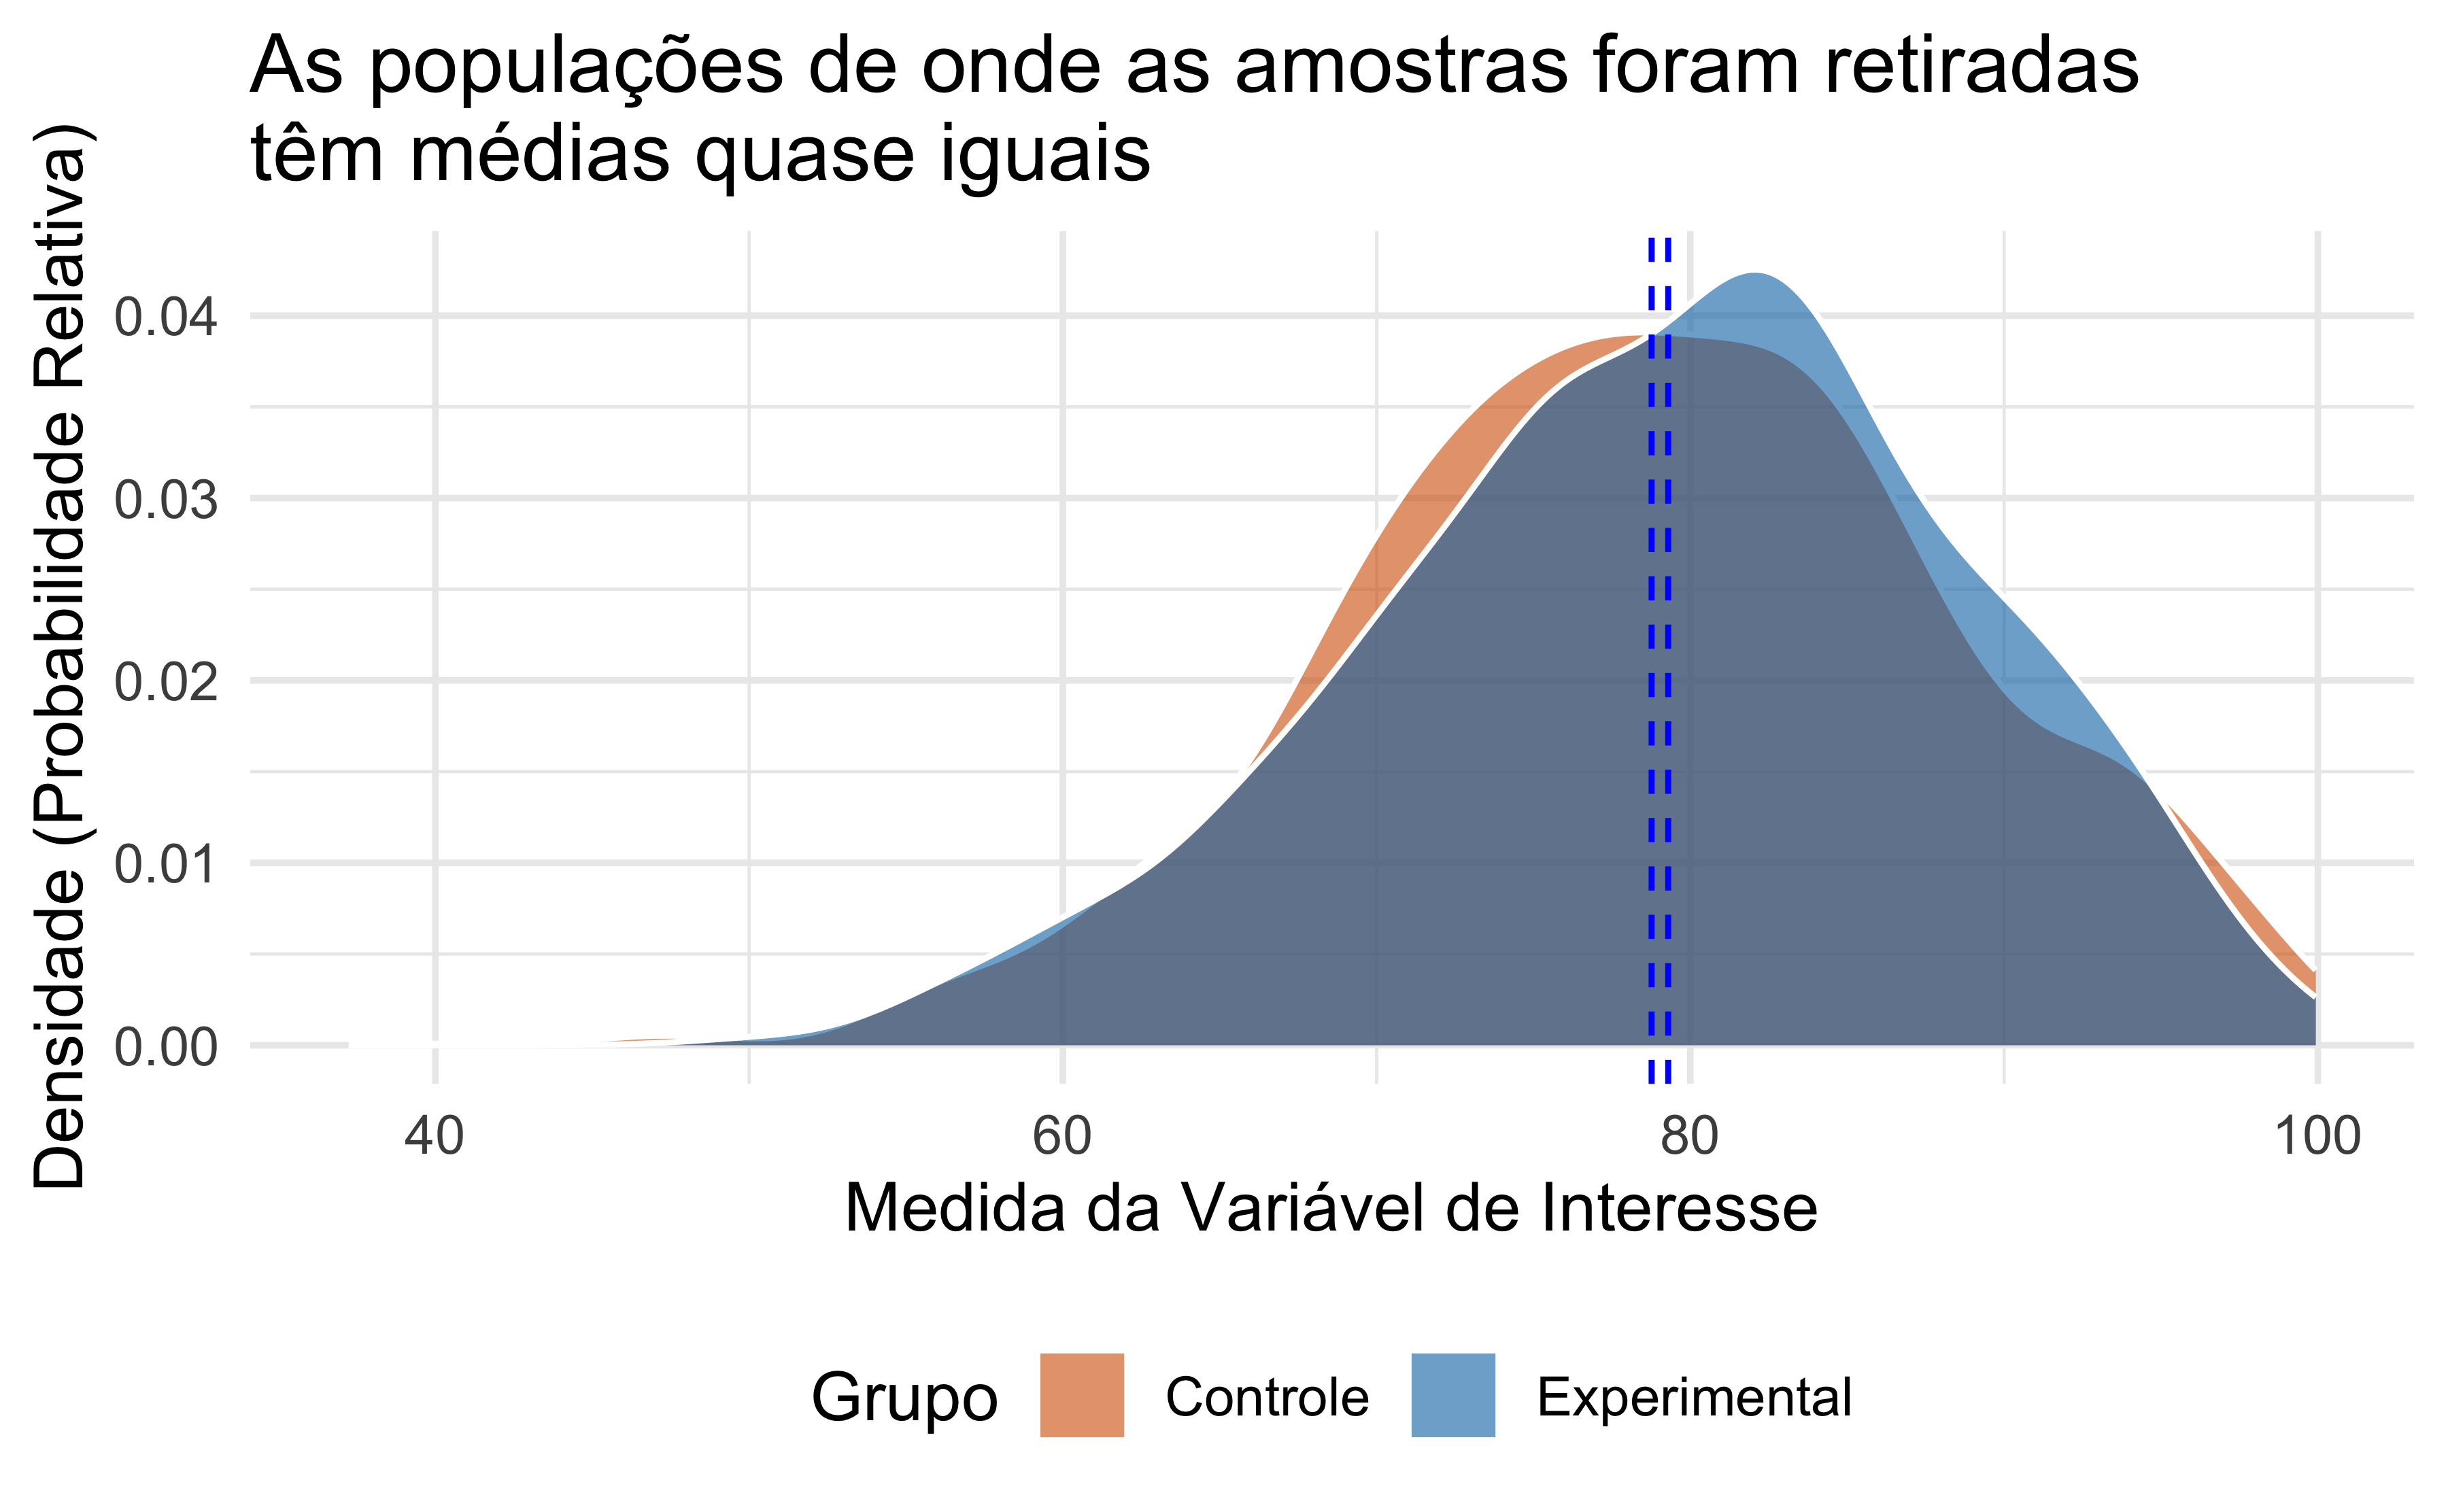 As populações de onde as amostras foram retiradas
têm médias quase iguais
Densidade (Probabilidade Relativa)
0.04
0.03
0.02
0.01
0.00
40
60
80
100
Medida da Variável de Interesse
Grupo
Controle
Experimental